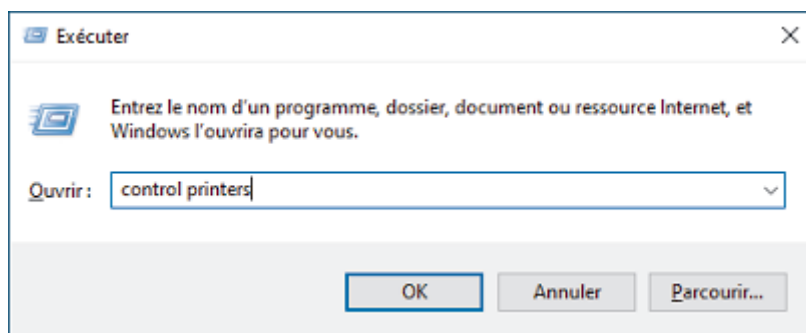 Exécuter
Entrez le nom d'un programme, dossier, document ou ressource Internet, et
Windows l'ouvrira pour vous.
Ouvrir : control printers
OK Annuler Parcourir...